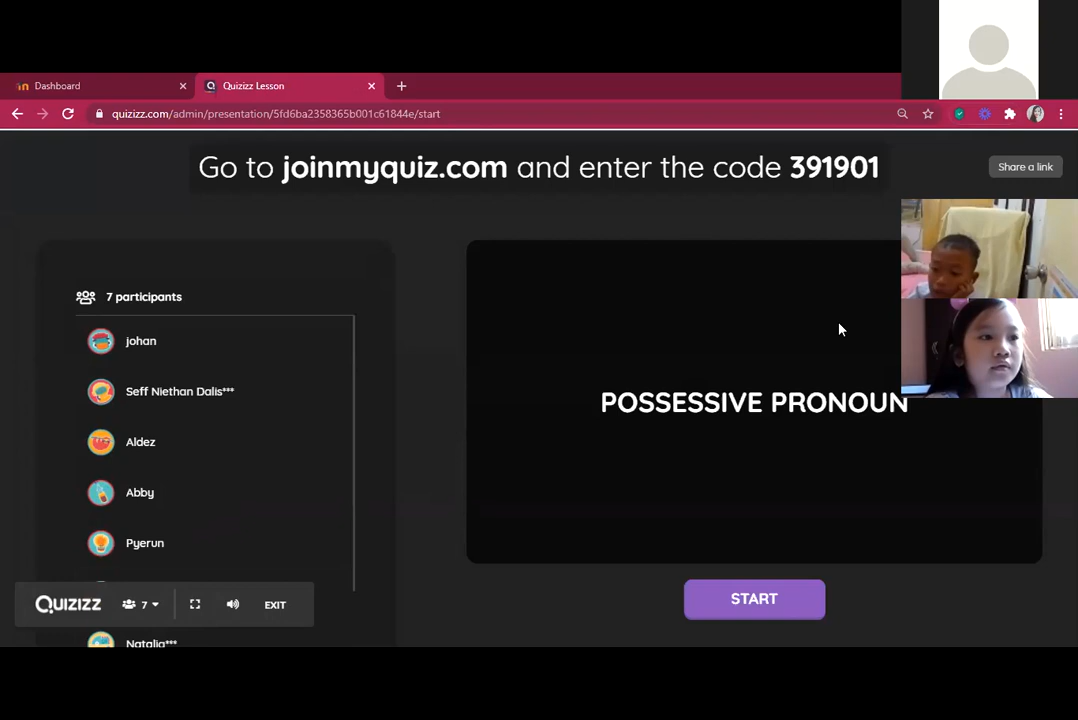 Dashboard
Quizizz Lesson
quizizz.com/admin/presentation/5fd6ba2358365b001c61844e/start
Go to joinmyquiz.com and enter the code 391901
Share a link
7 participants
johan
Seff Niethan Dalis***
Aldez
Abby
Pyerun
POSSESSIVE PRONOUN
QUIZIZZ
7
EXIT
START
Natalia***